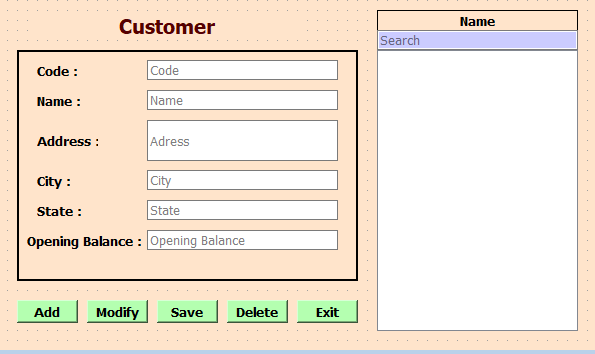 Customer
Code : Code
Name : Name
Address : Adress
City : City
State : State
Opening Balance : Opening Balance
Add Modify Save Delete Exit
Name
Search